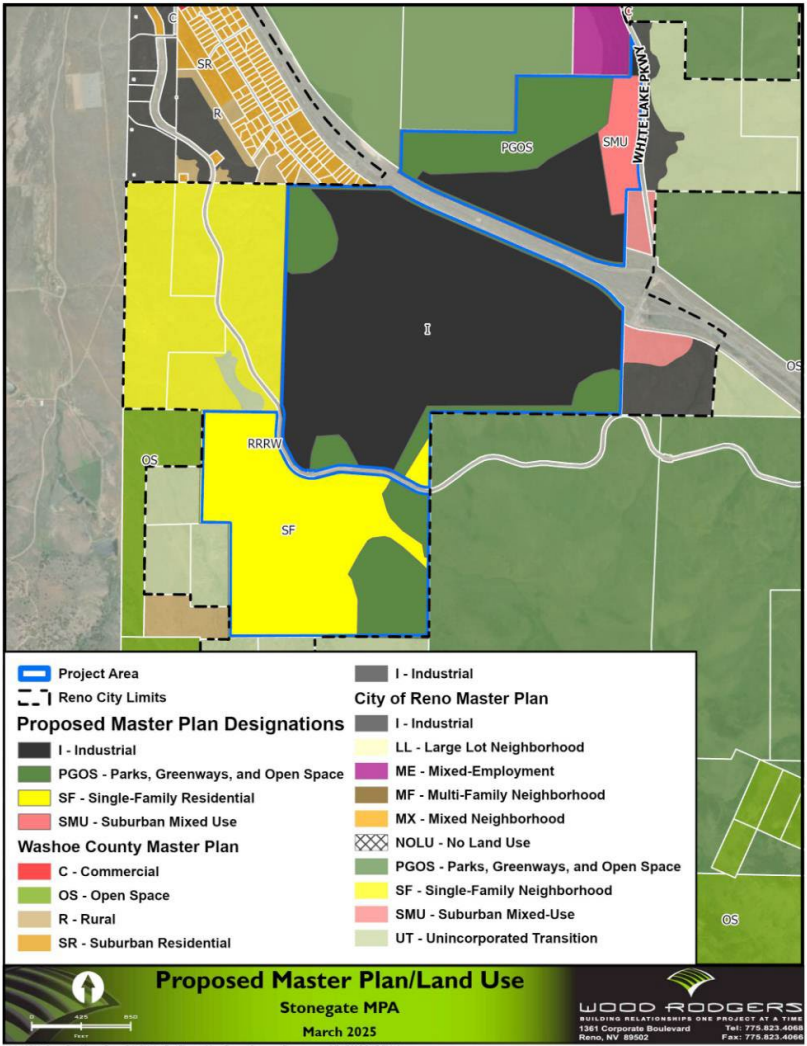 C
C
SR
R
WHITE LAKE PKWY
PGOS
SMU
I
OS
RRRW
OS
SF
OS
Project Area
Reno City Limits
Proposed Master Plan Designations
I - Industrial
PGOS - Parks, Greenways, and Open Space
SF - Single-Family Residential
SMU - Suburban Mixed Use
Washoe County Master Plan
C - Commercial
OS - Open Space
R - Rural
SR - Suburban Residential
I - Industrial
City of Reno Master Plan
I - Industrial
LL - Large Lot Neighborhood
ME - Mixed-Employment
MF - Multi-Family Neighborhood
MX - Mixed Neighborhood
NOLU - No Land Use
PGOS - Parks, Greenways, and Open Space
SF - Single-Family Neighborhood
SMU - Suburban Mixed-Use
UT - Unincorporated Transition
0 425 850
FEET
Proposed Master Plan/Land Use
Stonegate MPA
March 2025
WOOD RODGERS
BUILDING RELATIONSHIPS ONE PROJECT AT A TIME
1361 Corporate Boulevard Tel: 775.823.4068
Reno, NV 89502 Fax: 775.823.4066